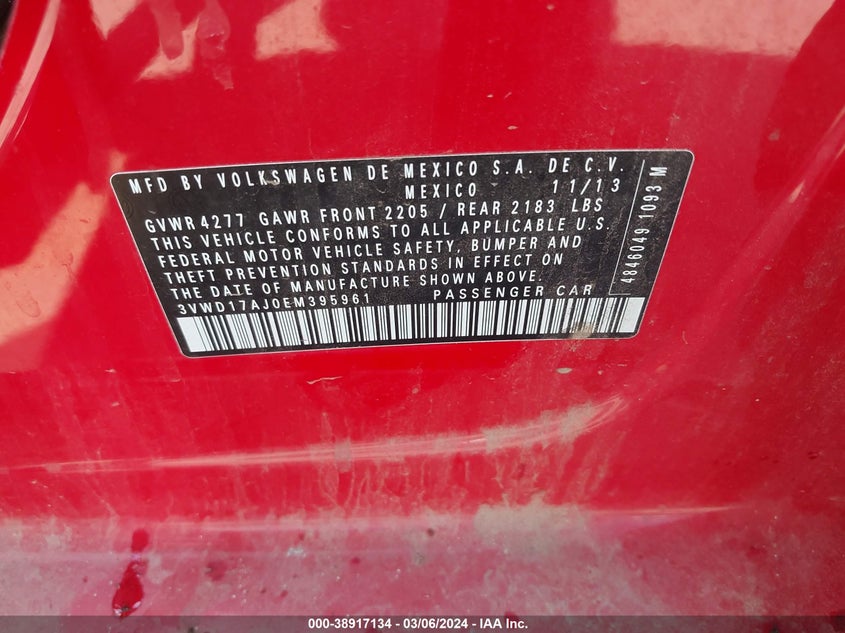 MFD BY VOLKSWAGEN DE MEXICO S.A. DE C.V.
MEXICO 11/13
GVWR 4277 GAWR FRONT 2205 / REAR 2183 LBS
THIS VEHICLE CONFORMS TO ALL APPLICABLE U.S.
FEDERAL MOTOR VEHICLE SAFETY, BUMPER AND
THEFT PREVENTION STANDARDS IN EFFECT ON
THE DATE OF MANUFACTURE SHOWN ABOVE.
3VWD17AJ0EM395961 PASSENGER CAR
4846049 1093 M
000-38917134 - 03/06/2024 - IAA Inc.